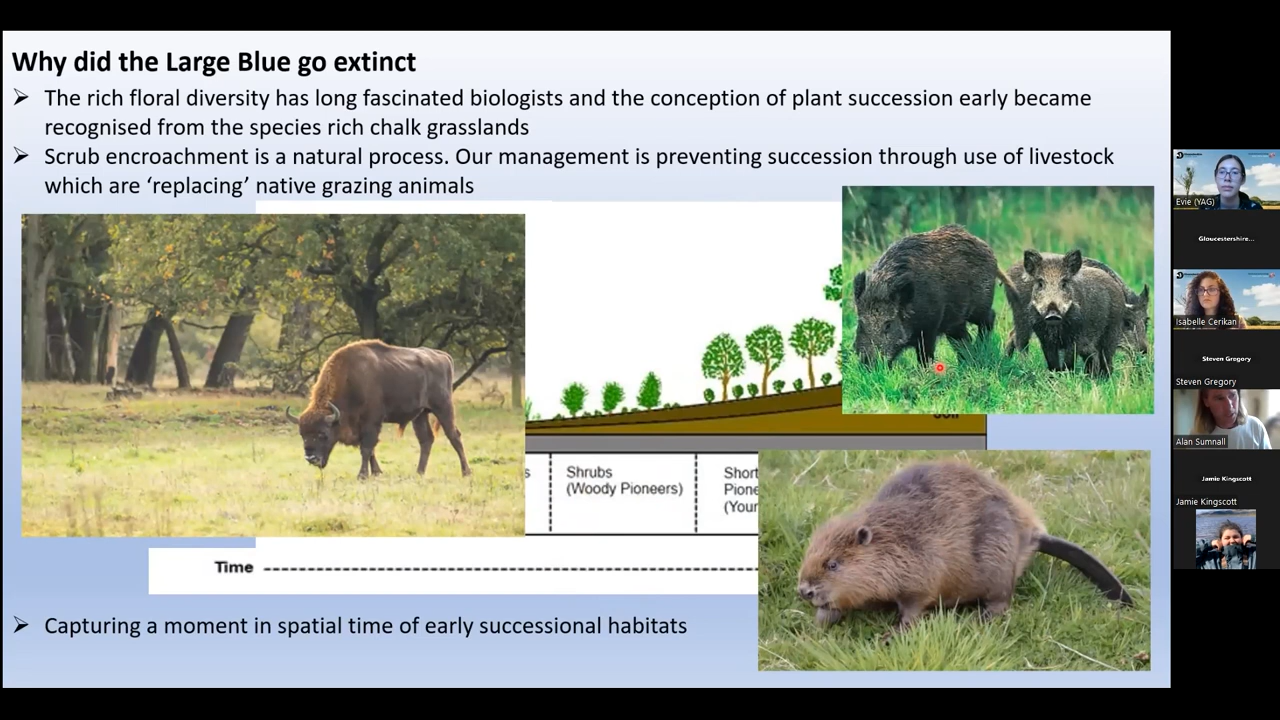 Why did the Large Blue go extinct
➢ The rich floral diversity has long fascinated biologists and the conception of plant succession early became
recognised from the species rich chalk grasslands
➢ Scrub encroachment is a natural process. Our management is preventing succession through use of livestock
which are ‘replacing’ native grazing animals
Shrubs
(Woody Pioneers)
Short
Pione
(Your
Time
➢ Capturing a moment in spatial time of early successional habitats
Evie (YAG)
Gloucestershire...
Isabelle Cerikan
Steven Gregory
Steven Gregory
Alan Sumnall
Jamie Kingscott
Jamie Kingscott